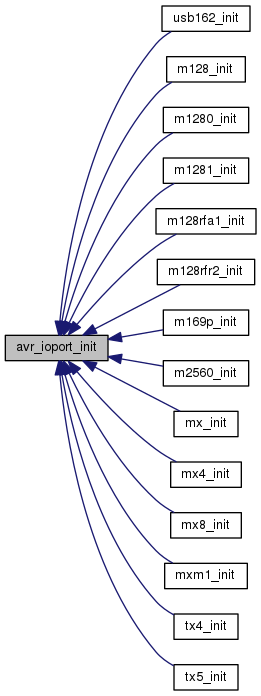 usb162_init
m128_init
m1280_init
m1281_init
m128rfa1_init
m128rfr2_init
m169p_init
avr_ioport_init
m2560_init
mx_init
mx4_init
mx8_init
mxm1_init
tx4_init
tx5_init